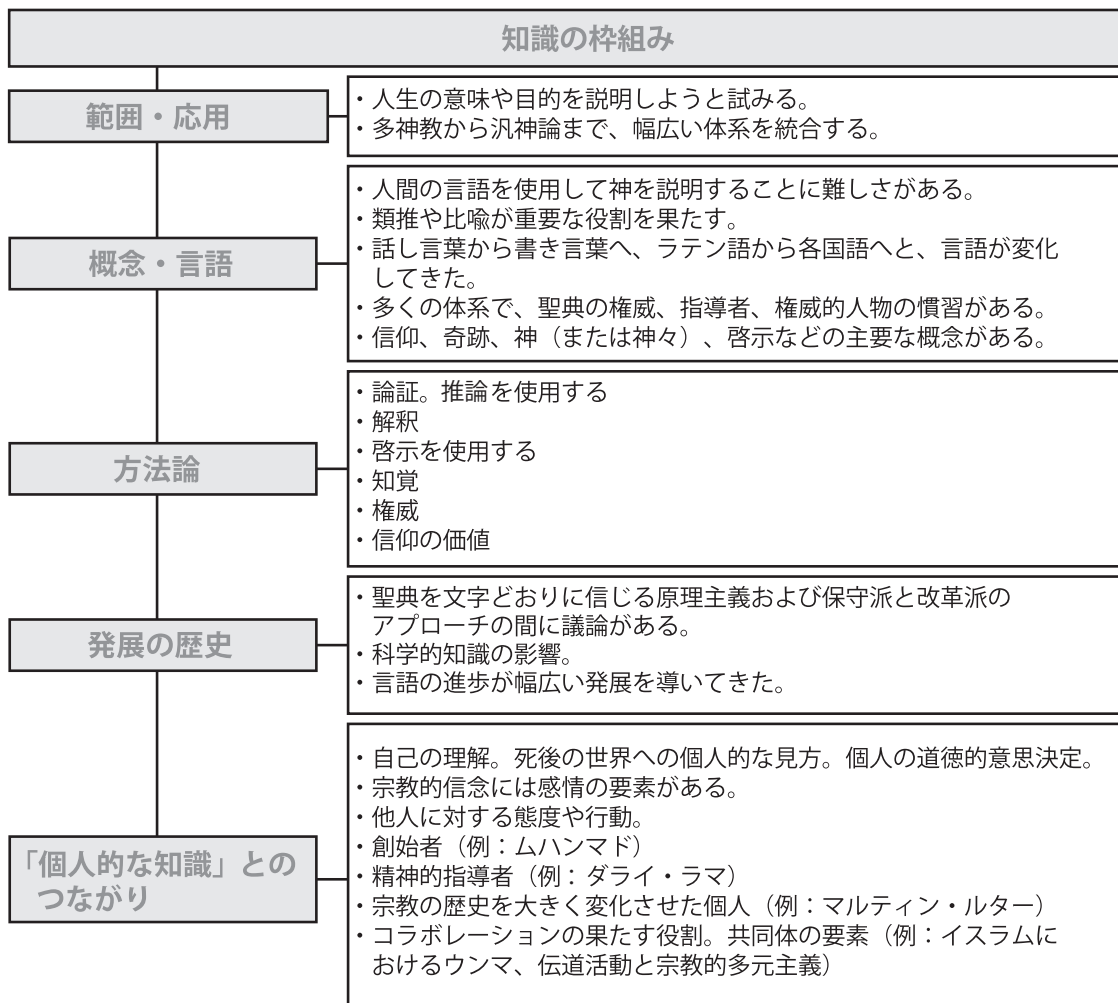 知識の枠組み
範囲・応用
・人生の意味や目的を説明しようと試みる。
・多神教から汎神論まで、幅広い体系を統合する。
概念・言語
・人間の言語を使用して神を説明することに難しさがある。
・類推や比喩が重要な役割を果たす。
・話し言葉から書き言葉へ、ラテン語から各国語へと、言語が変化
してきた。
・多くの体系で、聖典の権威、指導者、権威的人物の慣習がある。
・信仰、奇跡、神（または神々）、啓示などの主要な概念がある。
方法論
・論証。推論を使用する
・解釈
・啓示を使用する
・知覚
・権威
・信仰の価値
発展の歴史
・聖典を文字どおりに信じる原理主義および保守派と改革派の
アプローチの間に議論がある。
・科学的知識の影響。
・言語の進歩が幅広い発展を導いてきた。
「個人的な知識」との
つながり
・自己の理解。死後の世界への個人的な見方。個人の道徳的意思決定。
・宗教的信念には感情の要素がある。
・他人に対する態度や行動。
・創始者（例：ムハンマド）
・精神的指導者（例：ダライ・ラマ）
・宗教の歴史を大きく変化させた個人（例：マルティン・ルター）
・コラボレーションの果たす役割。共同体の要素（例：イスラムに
おけるウンマ、伝道活動と宗教的多元主義）